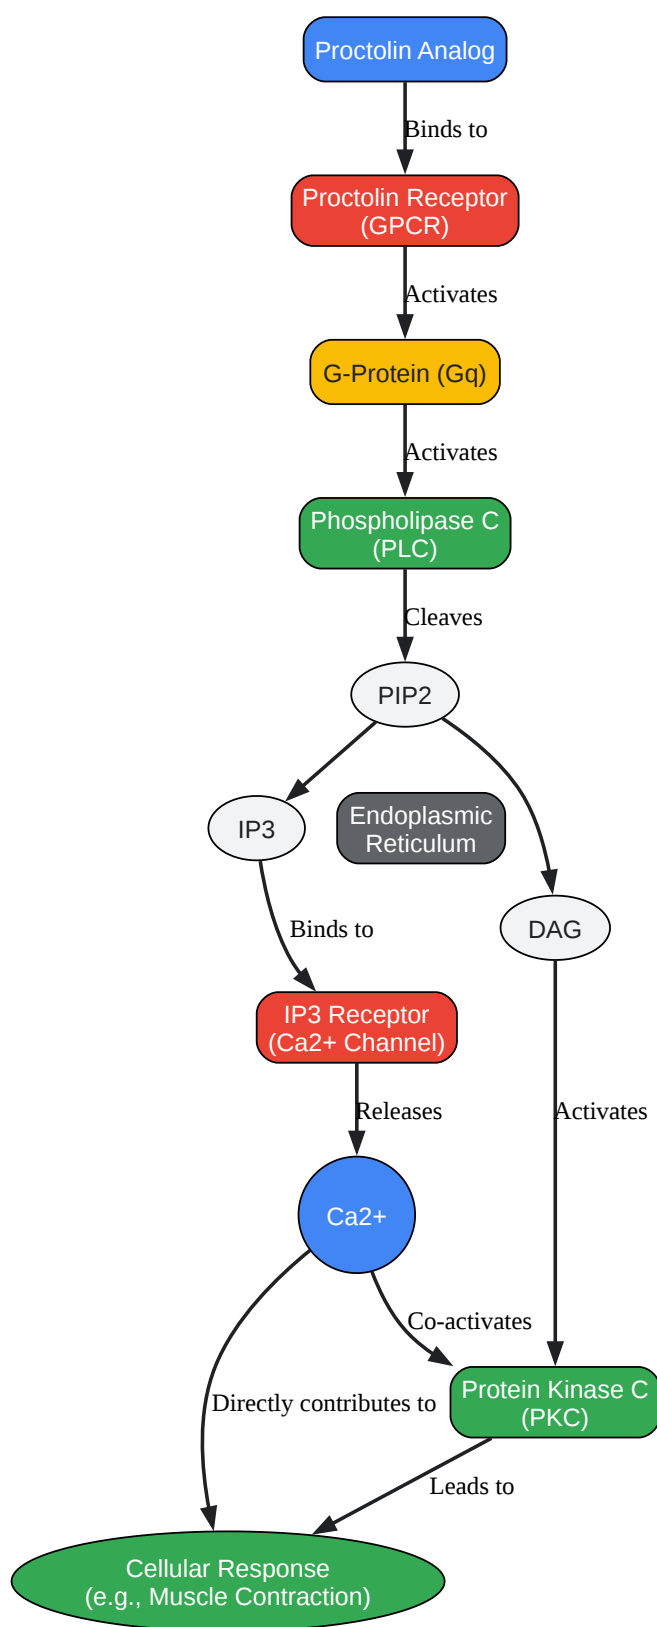 Proctolin Analog
Binds to
Proctolin Receptor
(GPCR)
Activates
G-Protein (Gq)
Activates
Phospholipase C
(PLC)
Cleaves
PIP2
IP3
Endoplasmic
Reticulum
DAG
Binds to
IP3 Receptor
(Ca2+ Channel)
Releases
Activates
Ca2+
Co-activates
Directly contributes to
Protein Kinase C
(PKC)
Leads to
Cellular Response
(e.g., Muscle Contraction)